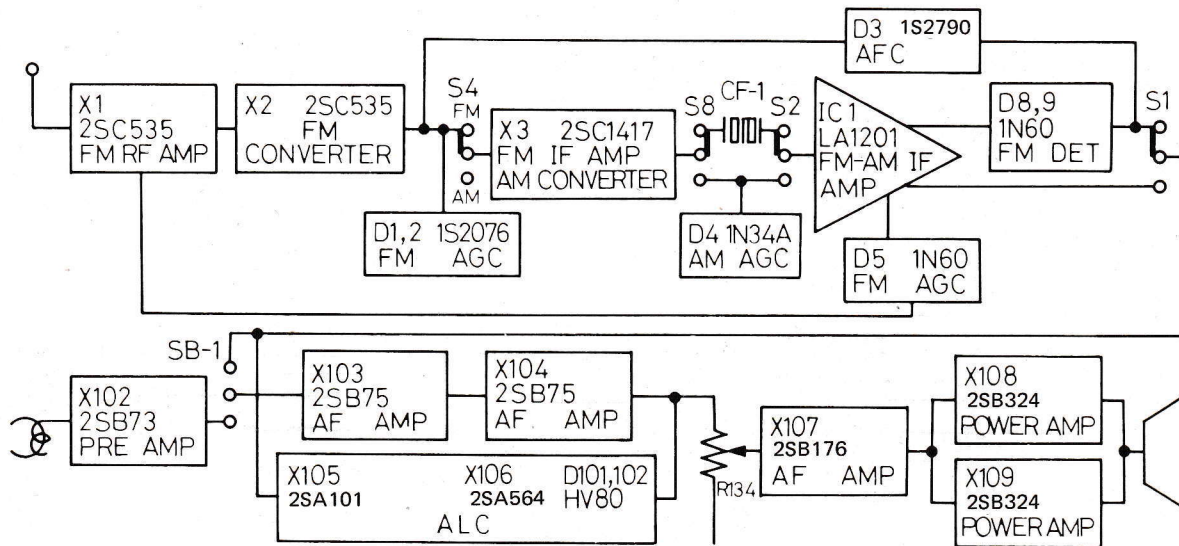 D3 1S2790
AFC
X1
2SC535
FM RF AMP
X2 2SC535
FM
CONVERTER
S4
FM
AM
X3 2SC1417
FM IF AMP
AM CONVERTER
S8
CF-1
S2
IC 1
LA1201
FM-AM IF
AMP
D8,9
1N60
FM DET
S1
D1,2 1S2076
FM AGC
D4 1N34A
AM AGC
D5 1N60
FM AGC
SB-1
X102
2SB73
PRE AMP
X103
2SB75
AF AMP
X104
2SB75
AF AMP
X105 X106 D101,102
2SA101 2SA564 HV80
ALC
R134
X107
2SB176
AF AMP
X108
2SB324
POWER AMP
X109
2SB324
POWER AMP